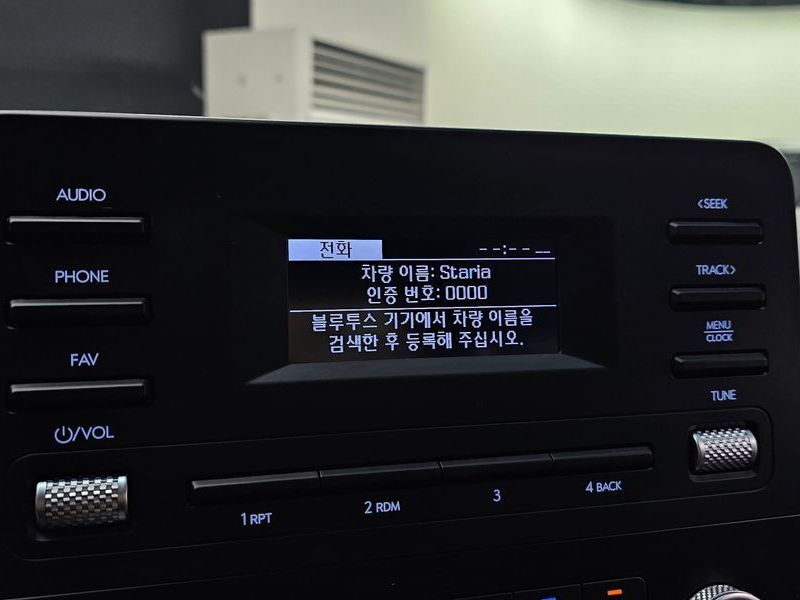 AUDIO
PHONE
FAV
/VOL
전화
--:-- __
차량 이름: Staria
인증 번호: 0000
블루투스 기기에서 차량 이름을
검색한 후 등록해 주십시오.
<SEEK
TRACK>
MENU
CLOCK
TUNE
1 RPT
2 RDM
3
4 BACK